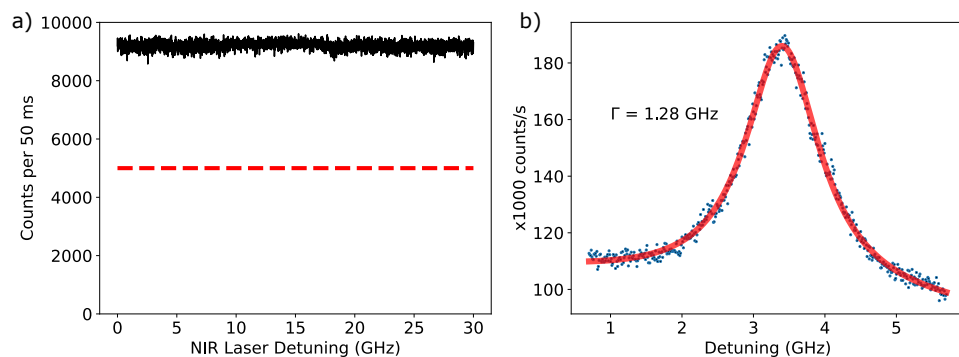 a)
10000
8000
6000
4000
2000
0
Counts per 50 ms
0 5 10 15 20 25 30
NIR Laser Detuning (GHz)
b)
180
160
140
120
100
x1000 counts/s
Γ = 1.28 GHz
1 2 3 4 5
Detuning (GHz)